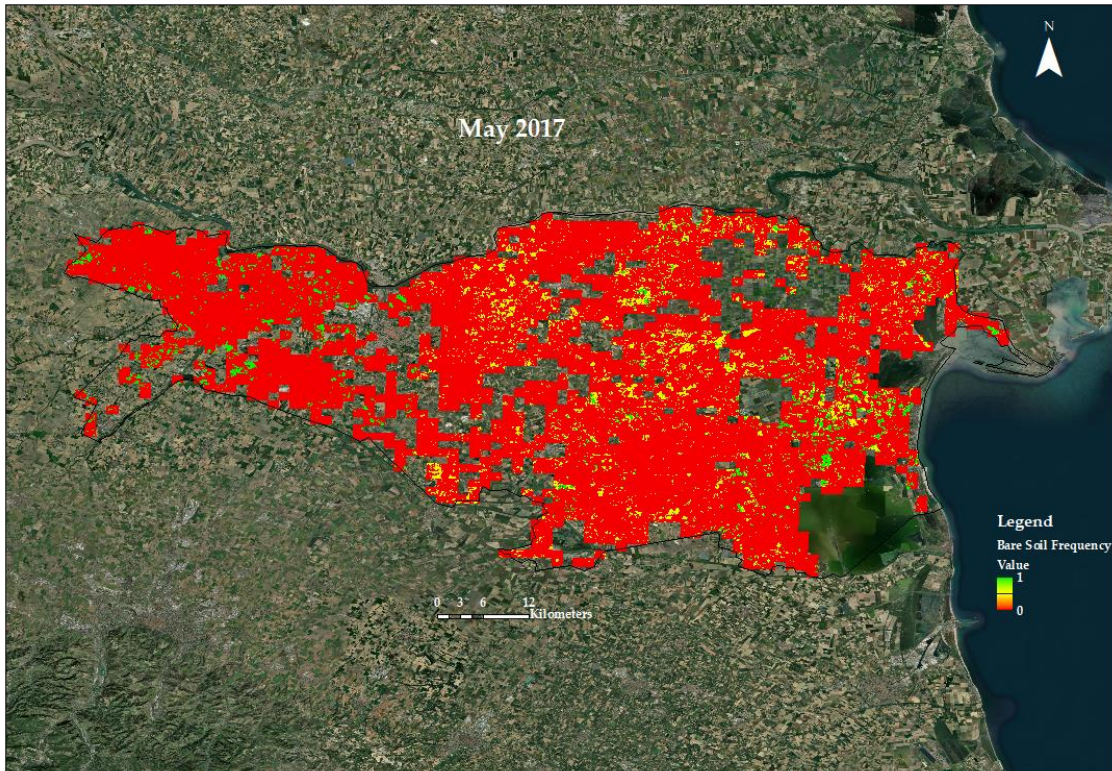 N
May 2017
Legend
Bare Soil Frequency
Value
1
0
0 3 6 12
Kilometers